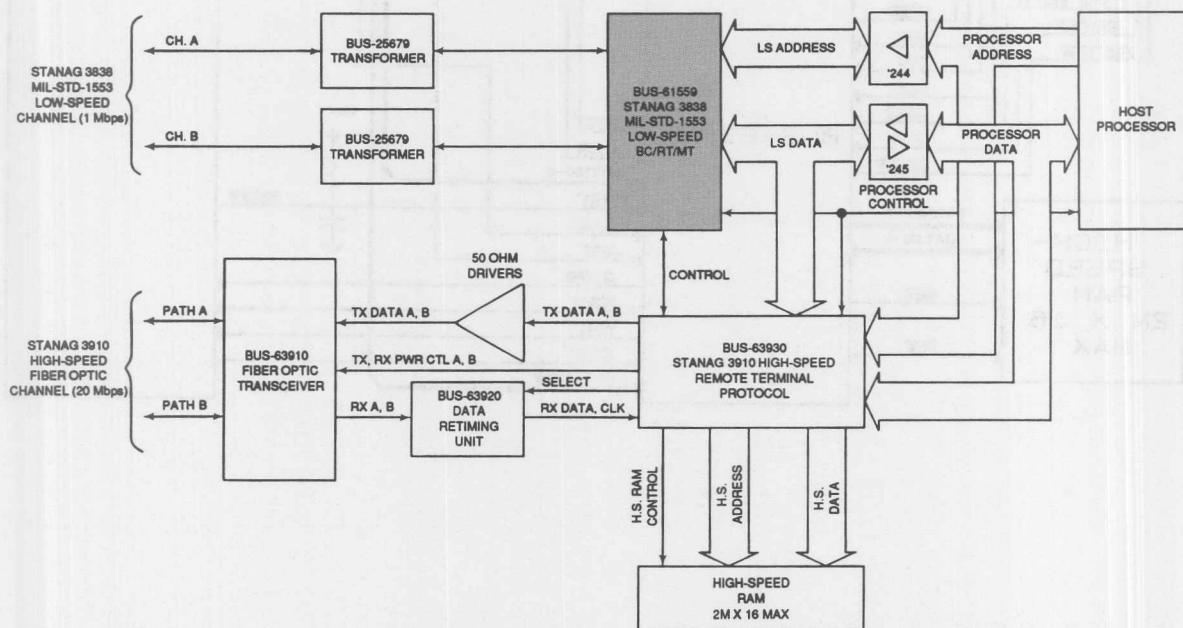 STANAG 3838
MIL-STD-1553
LOW-SPEED
CHANNEL (1 Mbps)
CH. A
CH. B
BUS-25679
TRANSFORMER
BUS-25679
TRANSFORMER
BUS-61559
STANAG 3838
MIL-STD-1553
LOW-SPEED
BC/RT/MT
LS ADDRESS
LS DATA
'244
'245
PROCESSOR
CONTROL
PROCESSOR
ADDRESS
PROCESSOR
DATA
HOST
PROCESSOR
CONTROL
STANAG 3910
HIGH-SPEED
FIBER OPTIC
CHANNEL (20 Mbps)
PATH A
PATH B
BUS-63910
FIBER OPTIC
TRANSCEIVER
50 OHM
DRIVERS
TX DATA A, B
TX DATA A, B
TX, RX PWR CTL A, B
SELECT
RX A, B
BUS-63920
DATA
RETIMING
UNIT
RX DATA, CLK
BUS-63930
STANAG 3910 HIGH-SPEED
REMOTE TERMINAL
PROTOCOL
H.S. RAM
CONTROL
H.S.
ADDRESS
H.S.
DATA
HIGH-SPEED
RAM
2M X 16 MAX